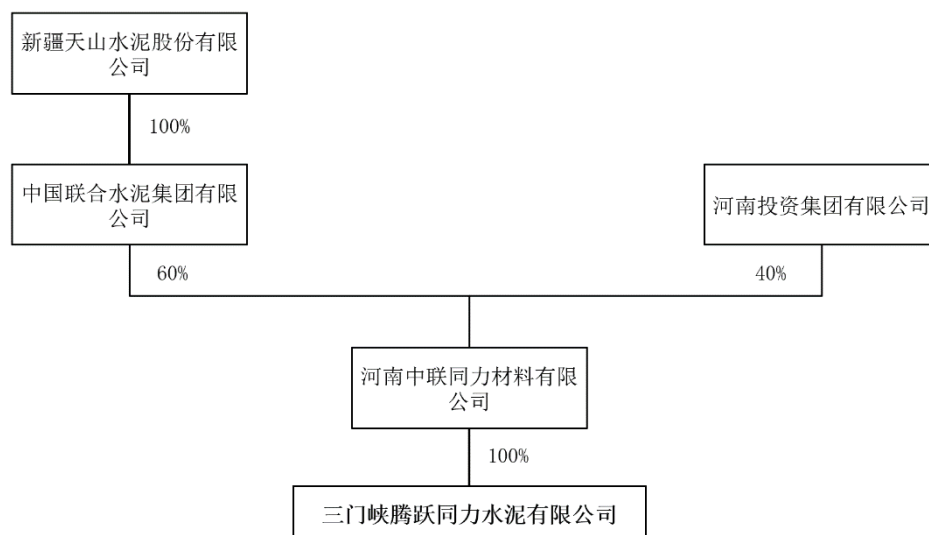 新疆天山水泥股份有限
公司
100%
中国联合水泥集团有限
公司
河南投资集团有限公司
60%
40%
河南中联同力材料有限
公司
100%
三门峡腾跃同力水泥有限公司